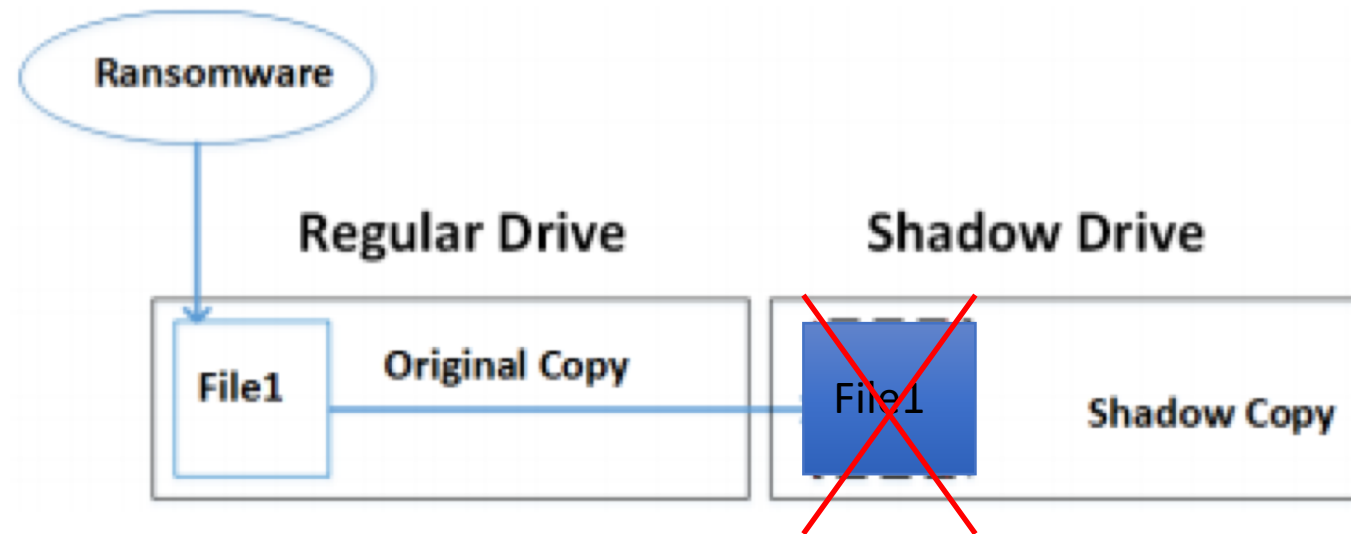 Ransomware
Regular Drive
Shadow Drive
File1
Original Copy
File1
Shadow Copy